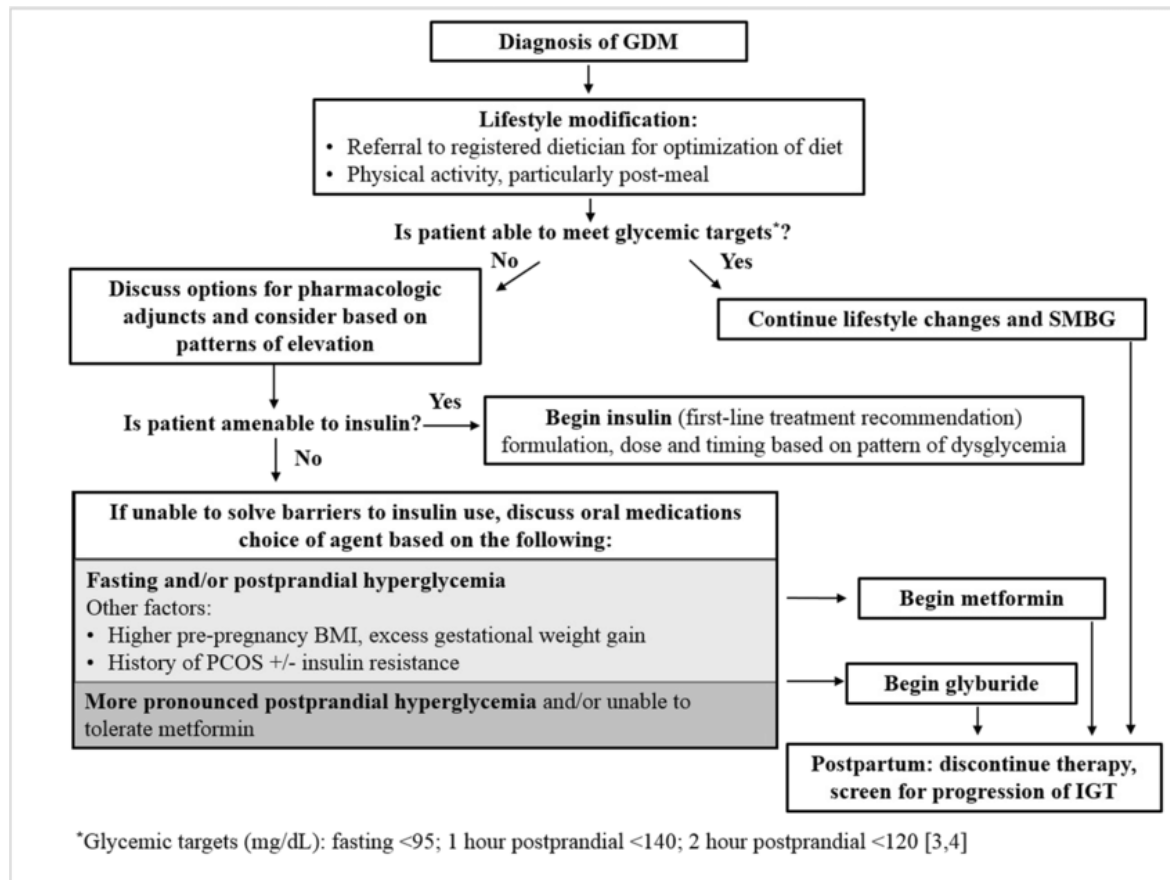 Diagnosis of GDM
Lifestyle modification:
• Referral to registered dietician for optimization of diet
• Physical activity, particularly post-meal
Is patient able to meet glycemic targets*?
No
Yes
Discuss options for pharmacologic
adjuncts and consider based on
patterns of elevation
Continue lifestyle changes and SMBG
Is patient amenable to insulin?
Yes
Begin insulin (first-line treatment recommendation)
formulation, dose and timing based on pattern of dysglycemia
No
If unable to solve barriers to insulin use, discuss oral medications
choice of agent based on the following:
Fasting and/or postprandial hyperglycemia
Other factors:
• Higher pre-pregnancy BMI, excess gestational weight gain
• History of PCOS +/- insulin resistance
Begin metformin
More pronounced postprandial hyperglycemia and/or unable to
tolerate metformin
Begin glyburide
Postpartum: discontinue therapy,
screen for progression of IGT
*Glycemic targets (mg/dL): fasting <95; 1 hour postprandial <140; 2 hour postprandial <120 [3,4]